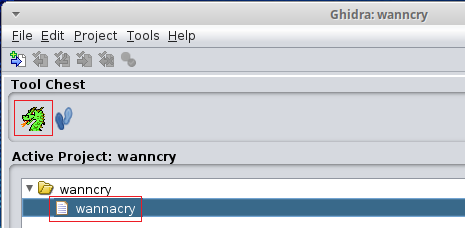 Ghidra: wanncry
File Edit Project Tools Help
Tool Chest
Active Project: wanncry
wanncry
wannacry